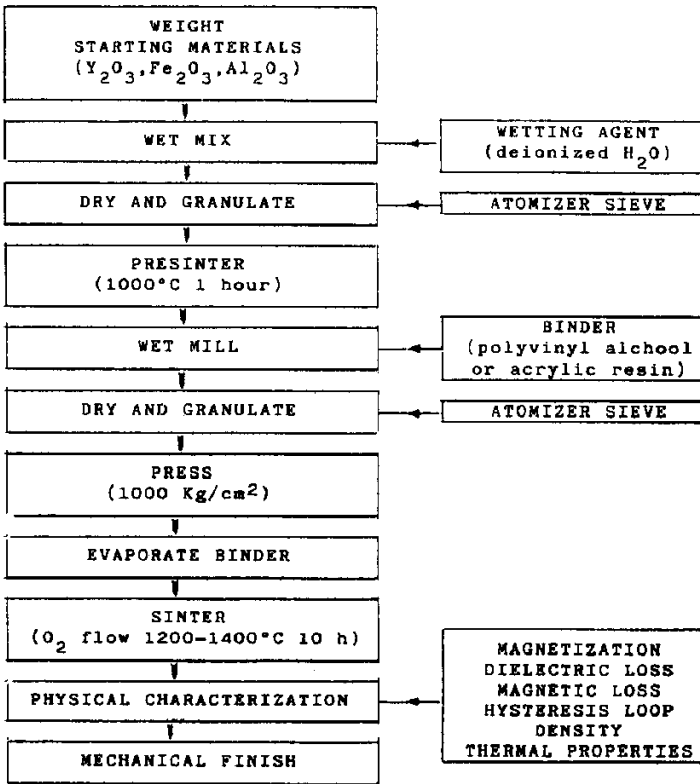 WEIGHT
STARTING MATERIALS
(Y₂O₃,Fe₂O₃,Al₂O₃)
WET MIX
WETTING AGENT
(deionized H₂O)
DRY AND GRANULATE
ATOMIZER SIEVE
PRESINTER
(1000°C 1 hour)
WET MILL
BINDER
(polyvinyl alchool
or acrylic resin)
DRY AND GRANULATE
ATOMIZER SIEVE
PRESS
(1000 Kg/cm²)
EVAPORATE BINDER
SINTER
(O₂ flow 1200-1400°C 10 h)
PHYSICAL CHARACTERIZATION
MAGNETIZATION
DIELECTRIC LOSS
MAGNETIC LOSS
HYSTERESIS LOOP
DENSITY
THERMAL PROPERTIES
MECHANICAL FINISH